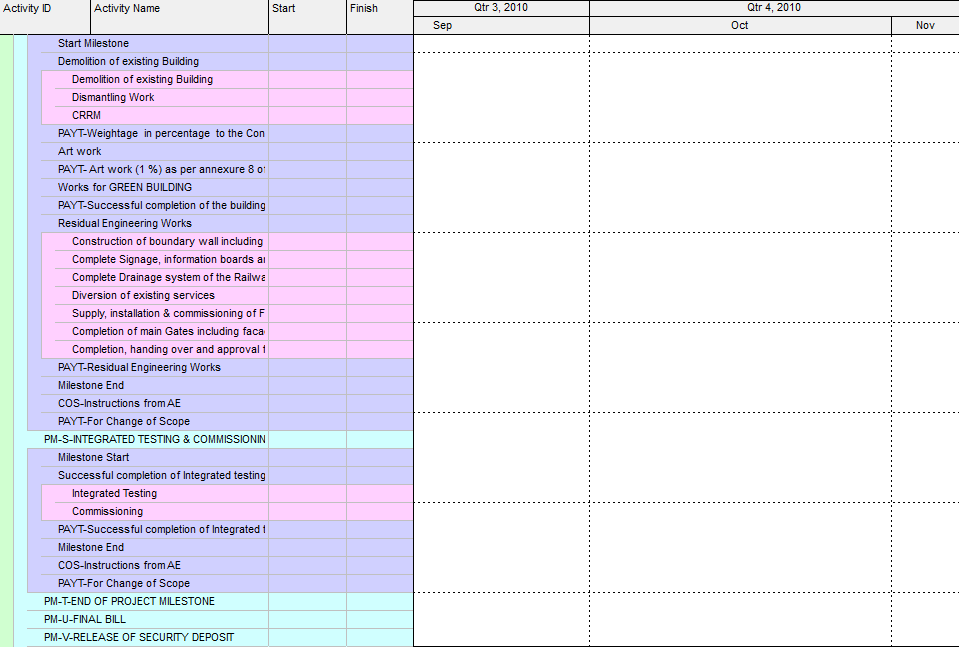 Activity ID Activity Name Start Finish Qtr 3, 2010 Qtr 4, 2010
Sep Oct Nov
Start Milestone
Demolition of existing Building
Demolition of existing Building
Dismantling Work
CRRM
PAYT-Weightage in percentage to the Con
Art work
PAYT- Art work (1 %) as per annexure 8 of
Works for GREEN BUILDING
PAYT-Successful completion of the building
Residual Engineering Works
Construction of boundary wall including
Complete Signage, information boards a
Complete Drainage system of the Railwa
Diversion of existing services
Supply, installation & commissioning of F
Completion of main Gates including faca
Completion, handing over and approval f
PAYT-Residual Engineering Works
Milestone End
COS-Instructions from AE
PAYT-For Change of Scope
PM-S-INTEGRATED TESTING & COMMISSIONIN
Milestone Start
Successful completion of Integrated testing
Integrated Testing
Commissioning
PAYT-Successful completion of Integrated t
Milestone End
COS-Instructions from AE
PAYT-For Change of Scope
PM-T-END OF PROJECT MILESTONE
PM-U-FINAL BILL
PM-V-RELEASE OF SECURITY DEPOSIT